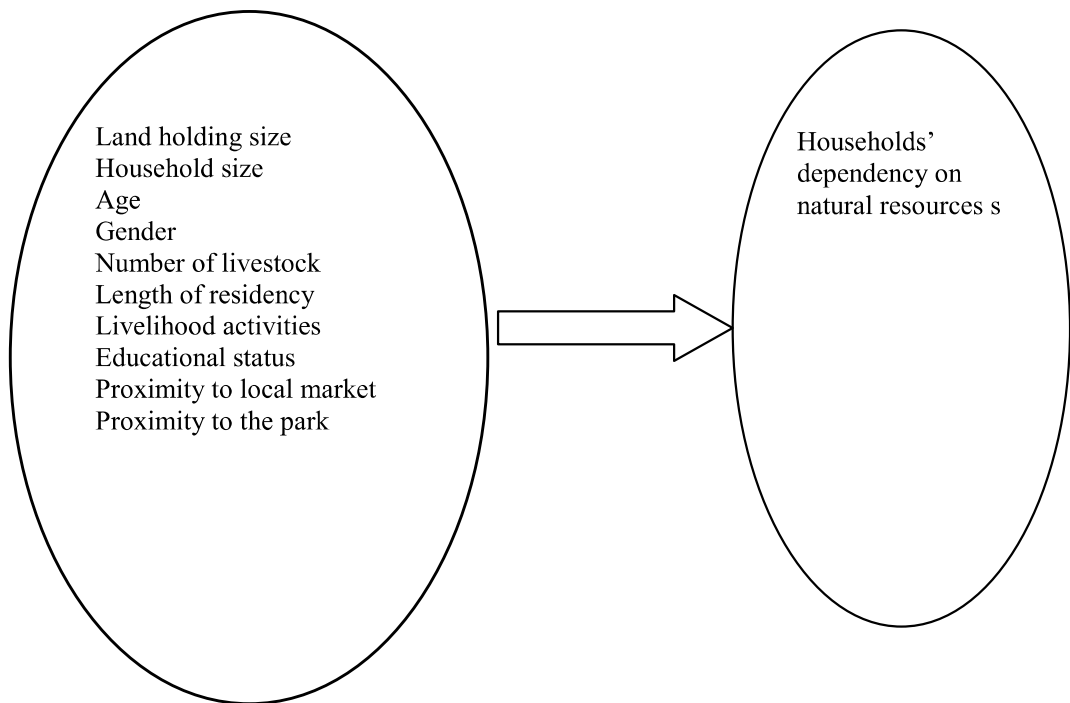 Land holding size
Household size
Age
Gender
Number of livestock
Length of residency
Livelihood activities
Educational status
Proximity to local market
Proximity to the park
Households’
dependency on
natural resources s